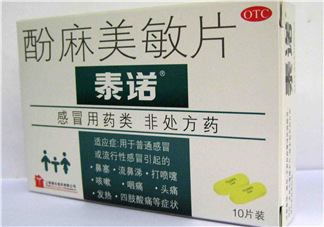 OTC
酚麻美敏片
泰诺®
感冒用药类 非处方药
适应症:用于普通感冒
或流行性感冒引起的
鼻塞·流鼻涕·打喷嚏
咳嗽·咽痛·头痛
·发热·四肢酸痛等症状
10片装